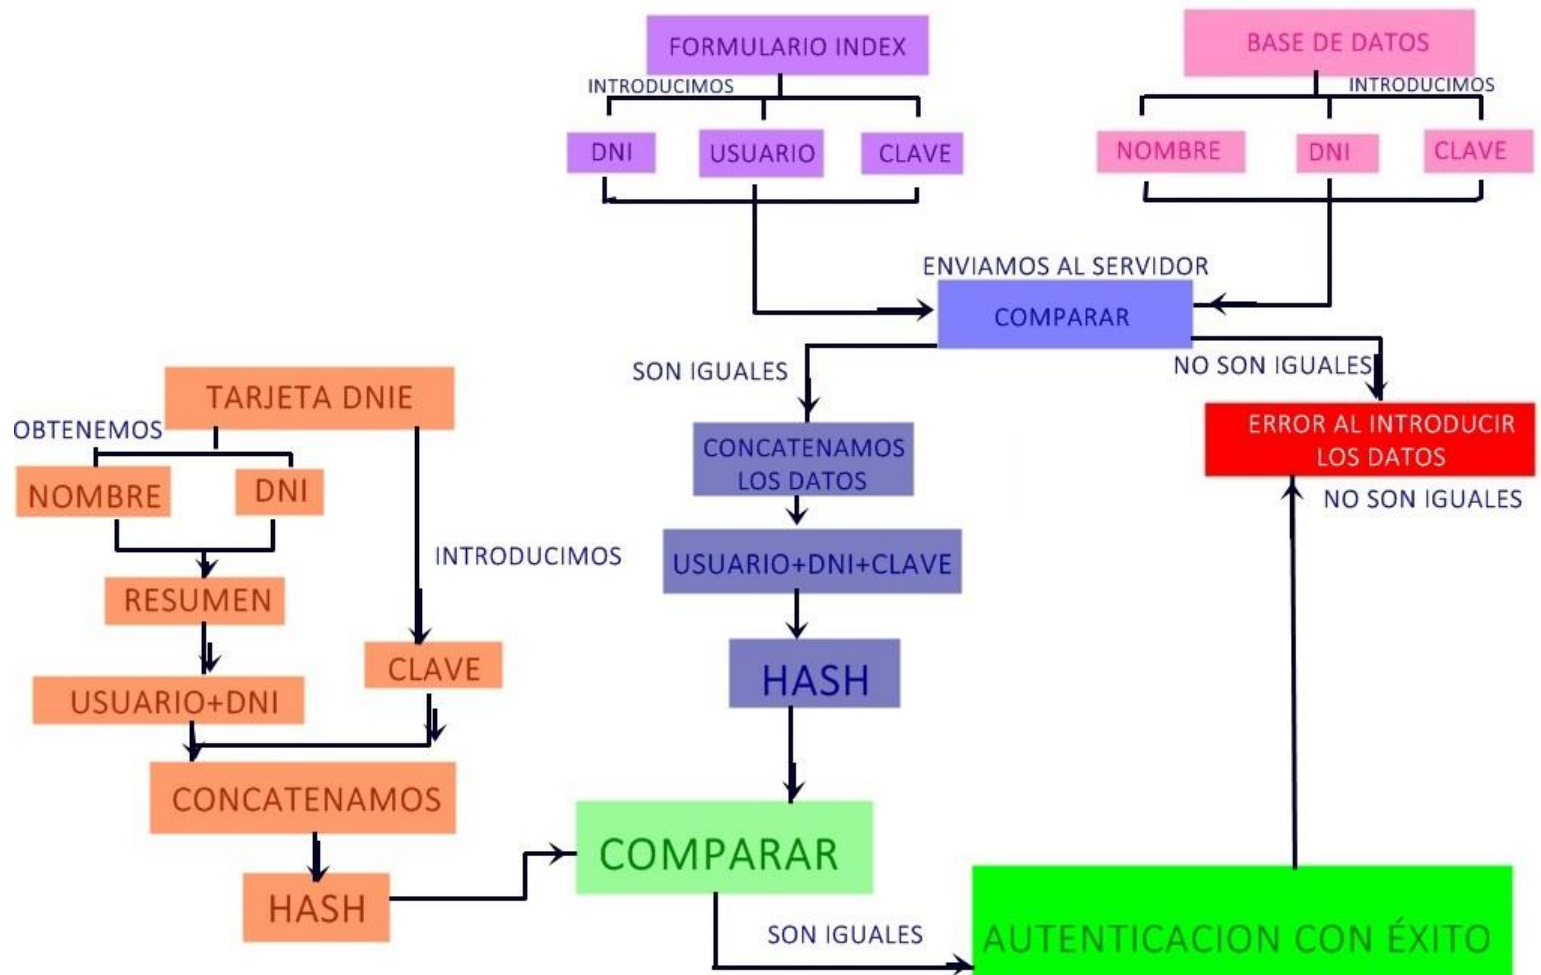 FORMULARIO INDEX
BASE DE DATOS
INTRODUCIMOS
INTRODUCIMOS
DNI
USUARIO
CLAVE
NOMBRE
DNI
CLAVE
ENVIAMOS AL SERVIDOR
COMPARAR
SON IGUALES
NO SON IGUALES
TARJETA DNIE
OBTENEMOS
NOMBRE
DNI
INTRODUCIMOS
RESUMEN
USUARIO+DNI
CLAVE
CONCATENAMOS
HASH
CONCATENAMOS
LOS DATOS
USUARIO+DNI+CLAVE
HASH
ERROR AL INTRODUCIR
LOS DATOS
NO SON IGUALES
COMPARAR
SON IGUALES
AUTENTICACION CON ÉXITO